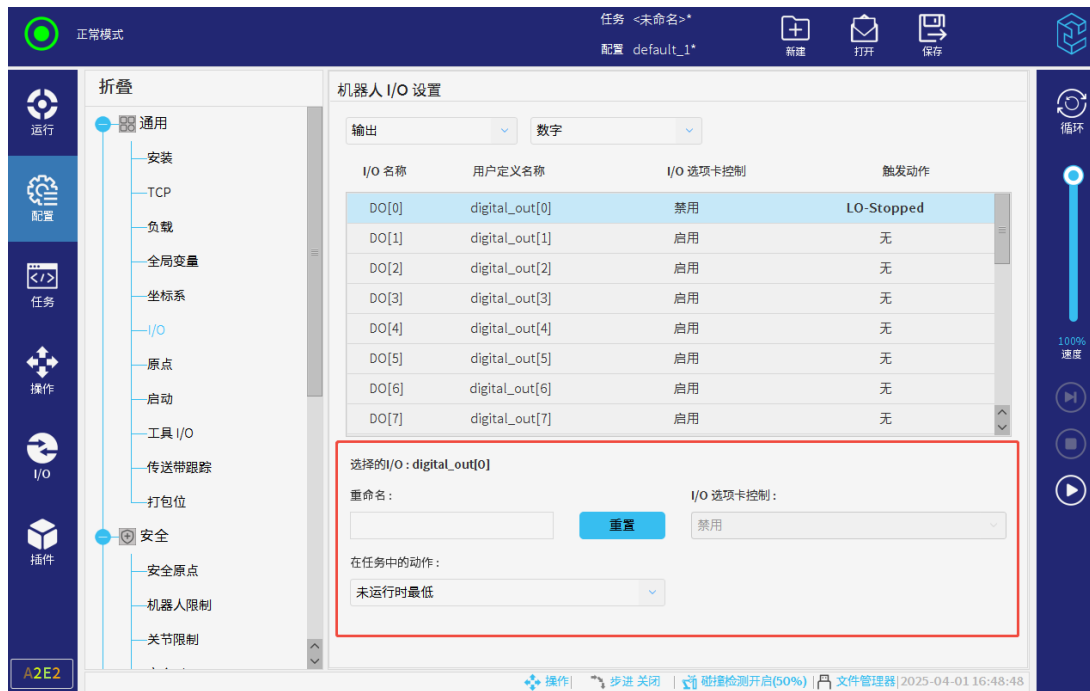 正常模式
任务 <未命名>*
配置 default_1*
新建
打开
保存
运行
配置
任务
操作
I/O
插件
A2E2
折叠
通用
安装
TCP
负载
全局变量
坐标系
I/O
原点
启动
工具 I/O
传送带跟踪
打包位
安全
安全原点
机器人限制
关节限制
机器人 I/O 设置
输出 数字
I/O 名称 用户定义名称 I/O 选项卡控制 触发动作
DO[0] digital_out[0] 禁用 LO-Stopped
DO[1] digital_out[1] 启用 无
DO[2] digital_out[2] 启用 无
DO[3] digital_out[3] 启用 无
DO[4] digital_out[4] 启用 无
DO[5] digital_out[5] 启用 无
DO[6] digital_out[6] 启用 无
DO[7] digital_out[7] 启用 无
选择的I/O : digital_out[0]
重命名 : I/O 选项卡控制 :
重置 禁用
在任务中的动作 :
未运行时最低
操作| 步进 关闭 | 碰撞检测开启(50%) | 文件管理器|2025-04-01 16:48:48
循环
100%
速度